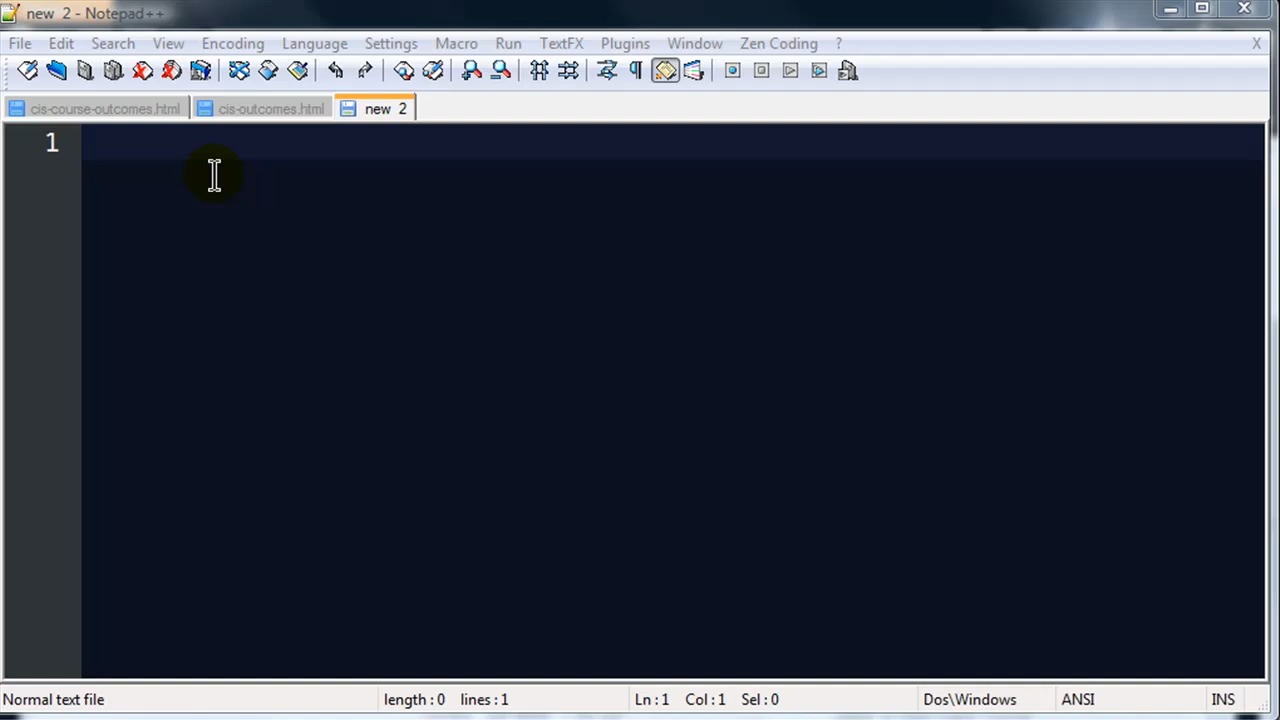 new  2 - Notepad++
File Edit Search View Encoding Language Settings Macro Run TextFX Plugins Window Zen Coding ? X
cis-course-outcomes.html cis-outcomes.html new  2
1
Normal text file length : 0 lines : 1 Ln : 1 Col : 1 Sel : 0 Dos\Windows ANSI INS